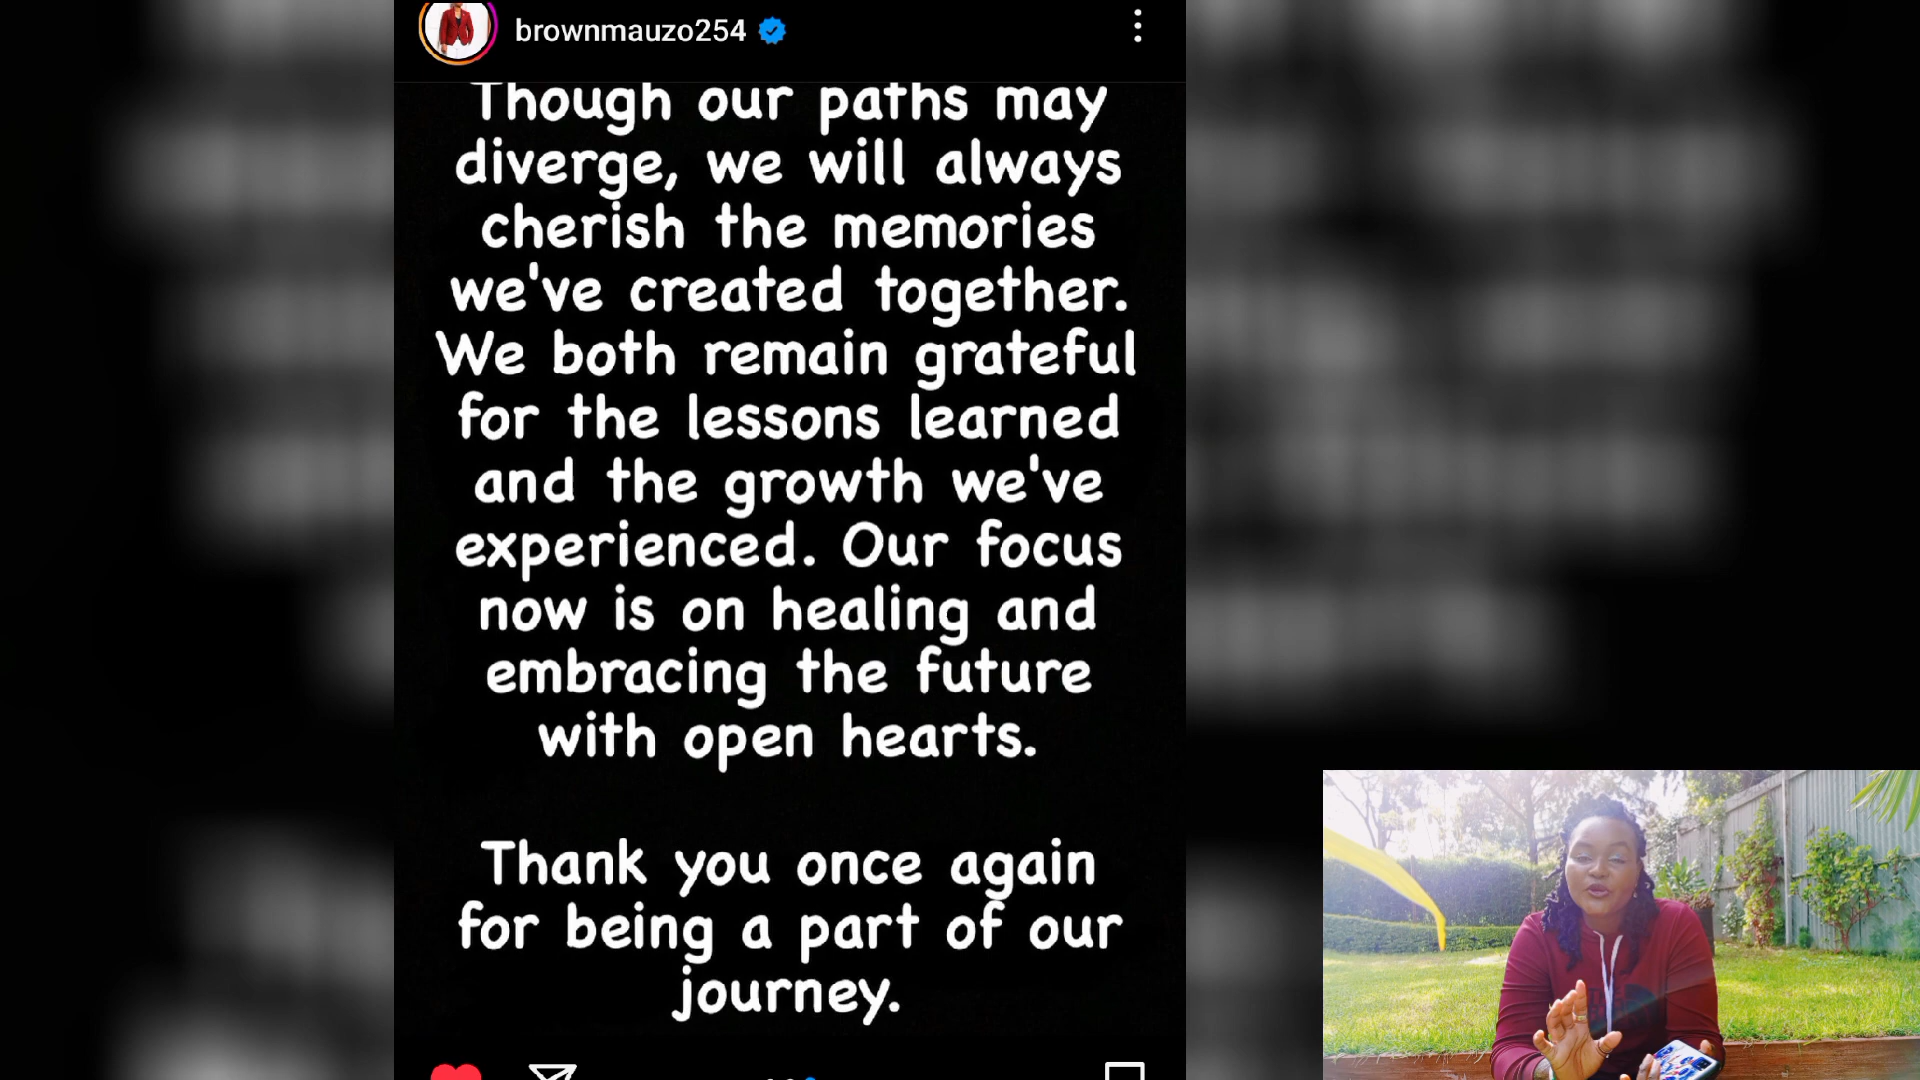 brownmauzo254
Though our paths may
diverge, we will always
cherish the memories
we've created together.
We both remain grateful
for the lessons learned
and the growth we've
experienced. Our focus
now is on healing and
embracing the future
with open hearts.
Thank you once again
for being a part of our
journey.